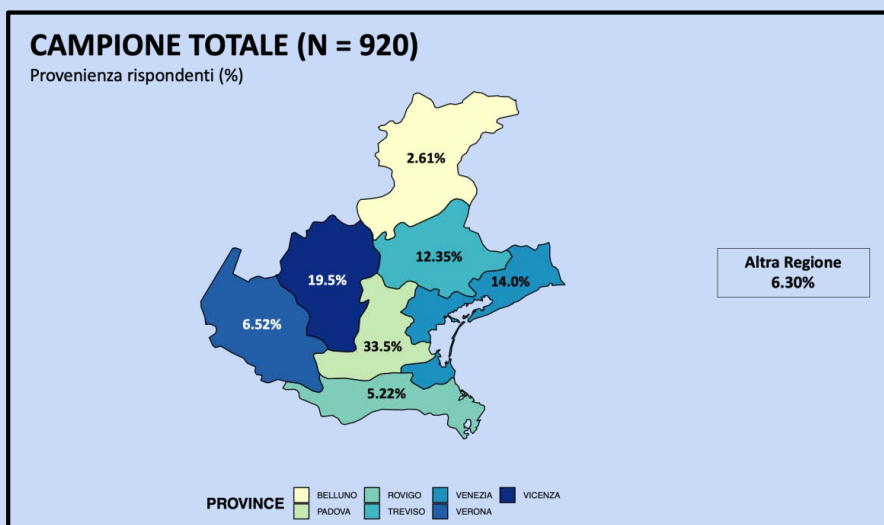 CAMPIONE TOTALE (N = 920)
Provenienza rispondenti (%)
2.61%
12.35%
19.5%
14.0%
6.52%
33.5%
5.22%
Altra Regione
6.30%
PROVINCE
BELLUNO ROVIGO VENEZIA VICENZA
PADOVA TREVISO VERONA